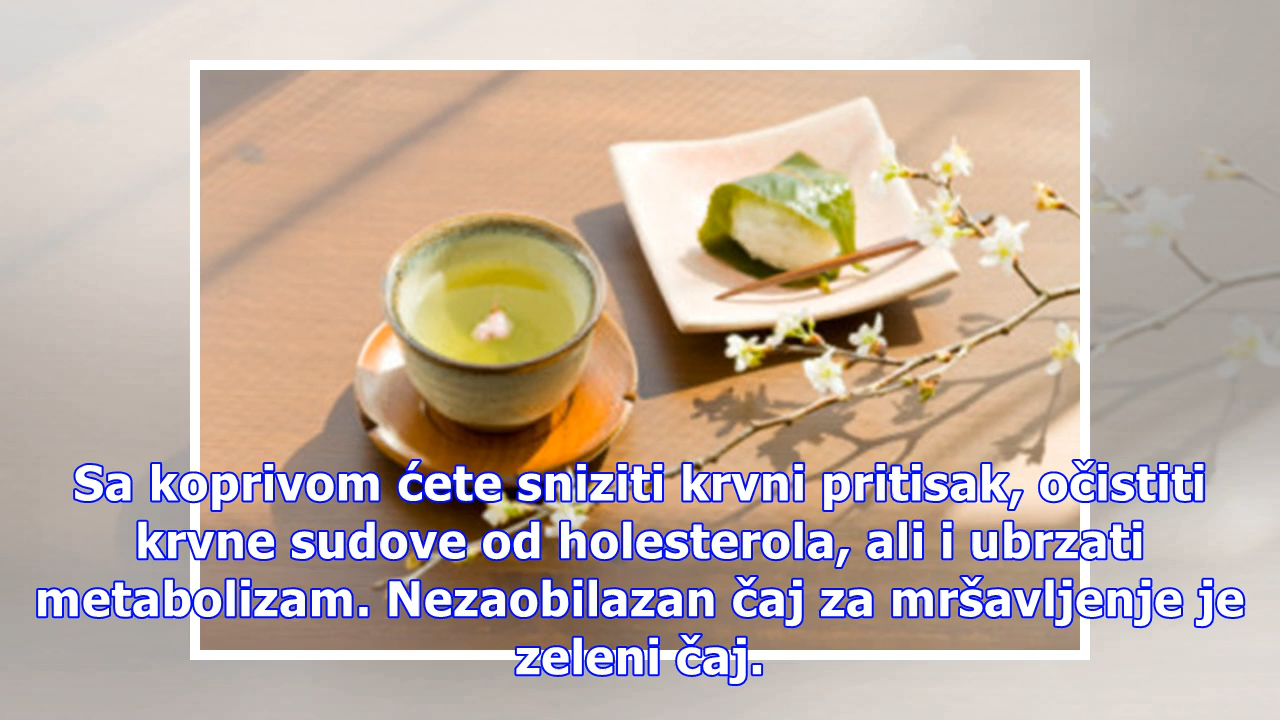 Sa koprivom ćete sniziti krvni pritisak, očistiti
krvne sudove od holesterola, ali i ubrzati
metabolizam. Nezaobilazan čaj za mršavljenje je
zeleni čaj.